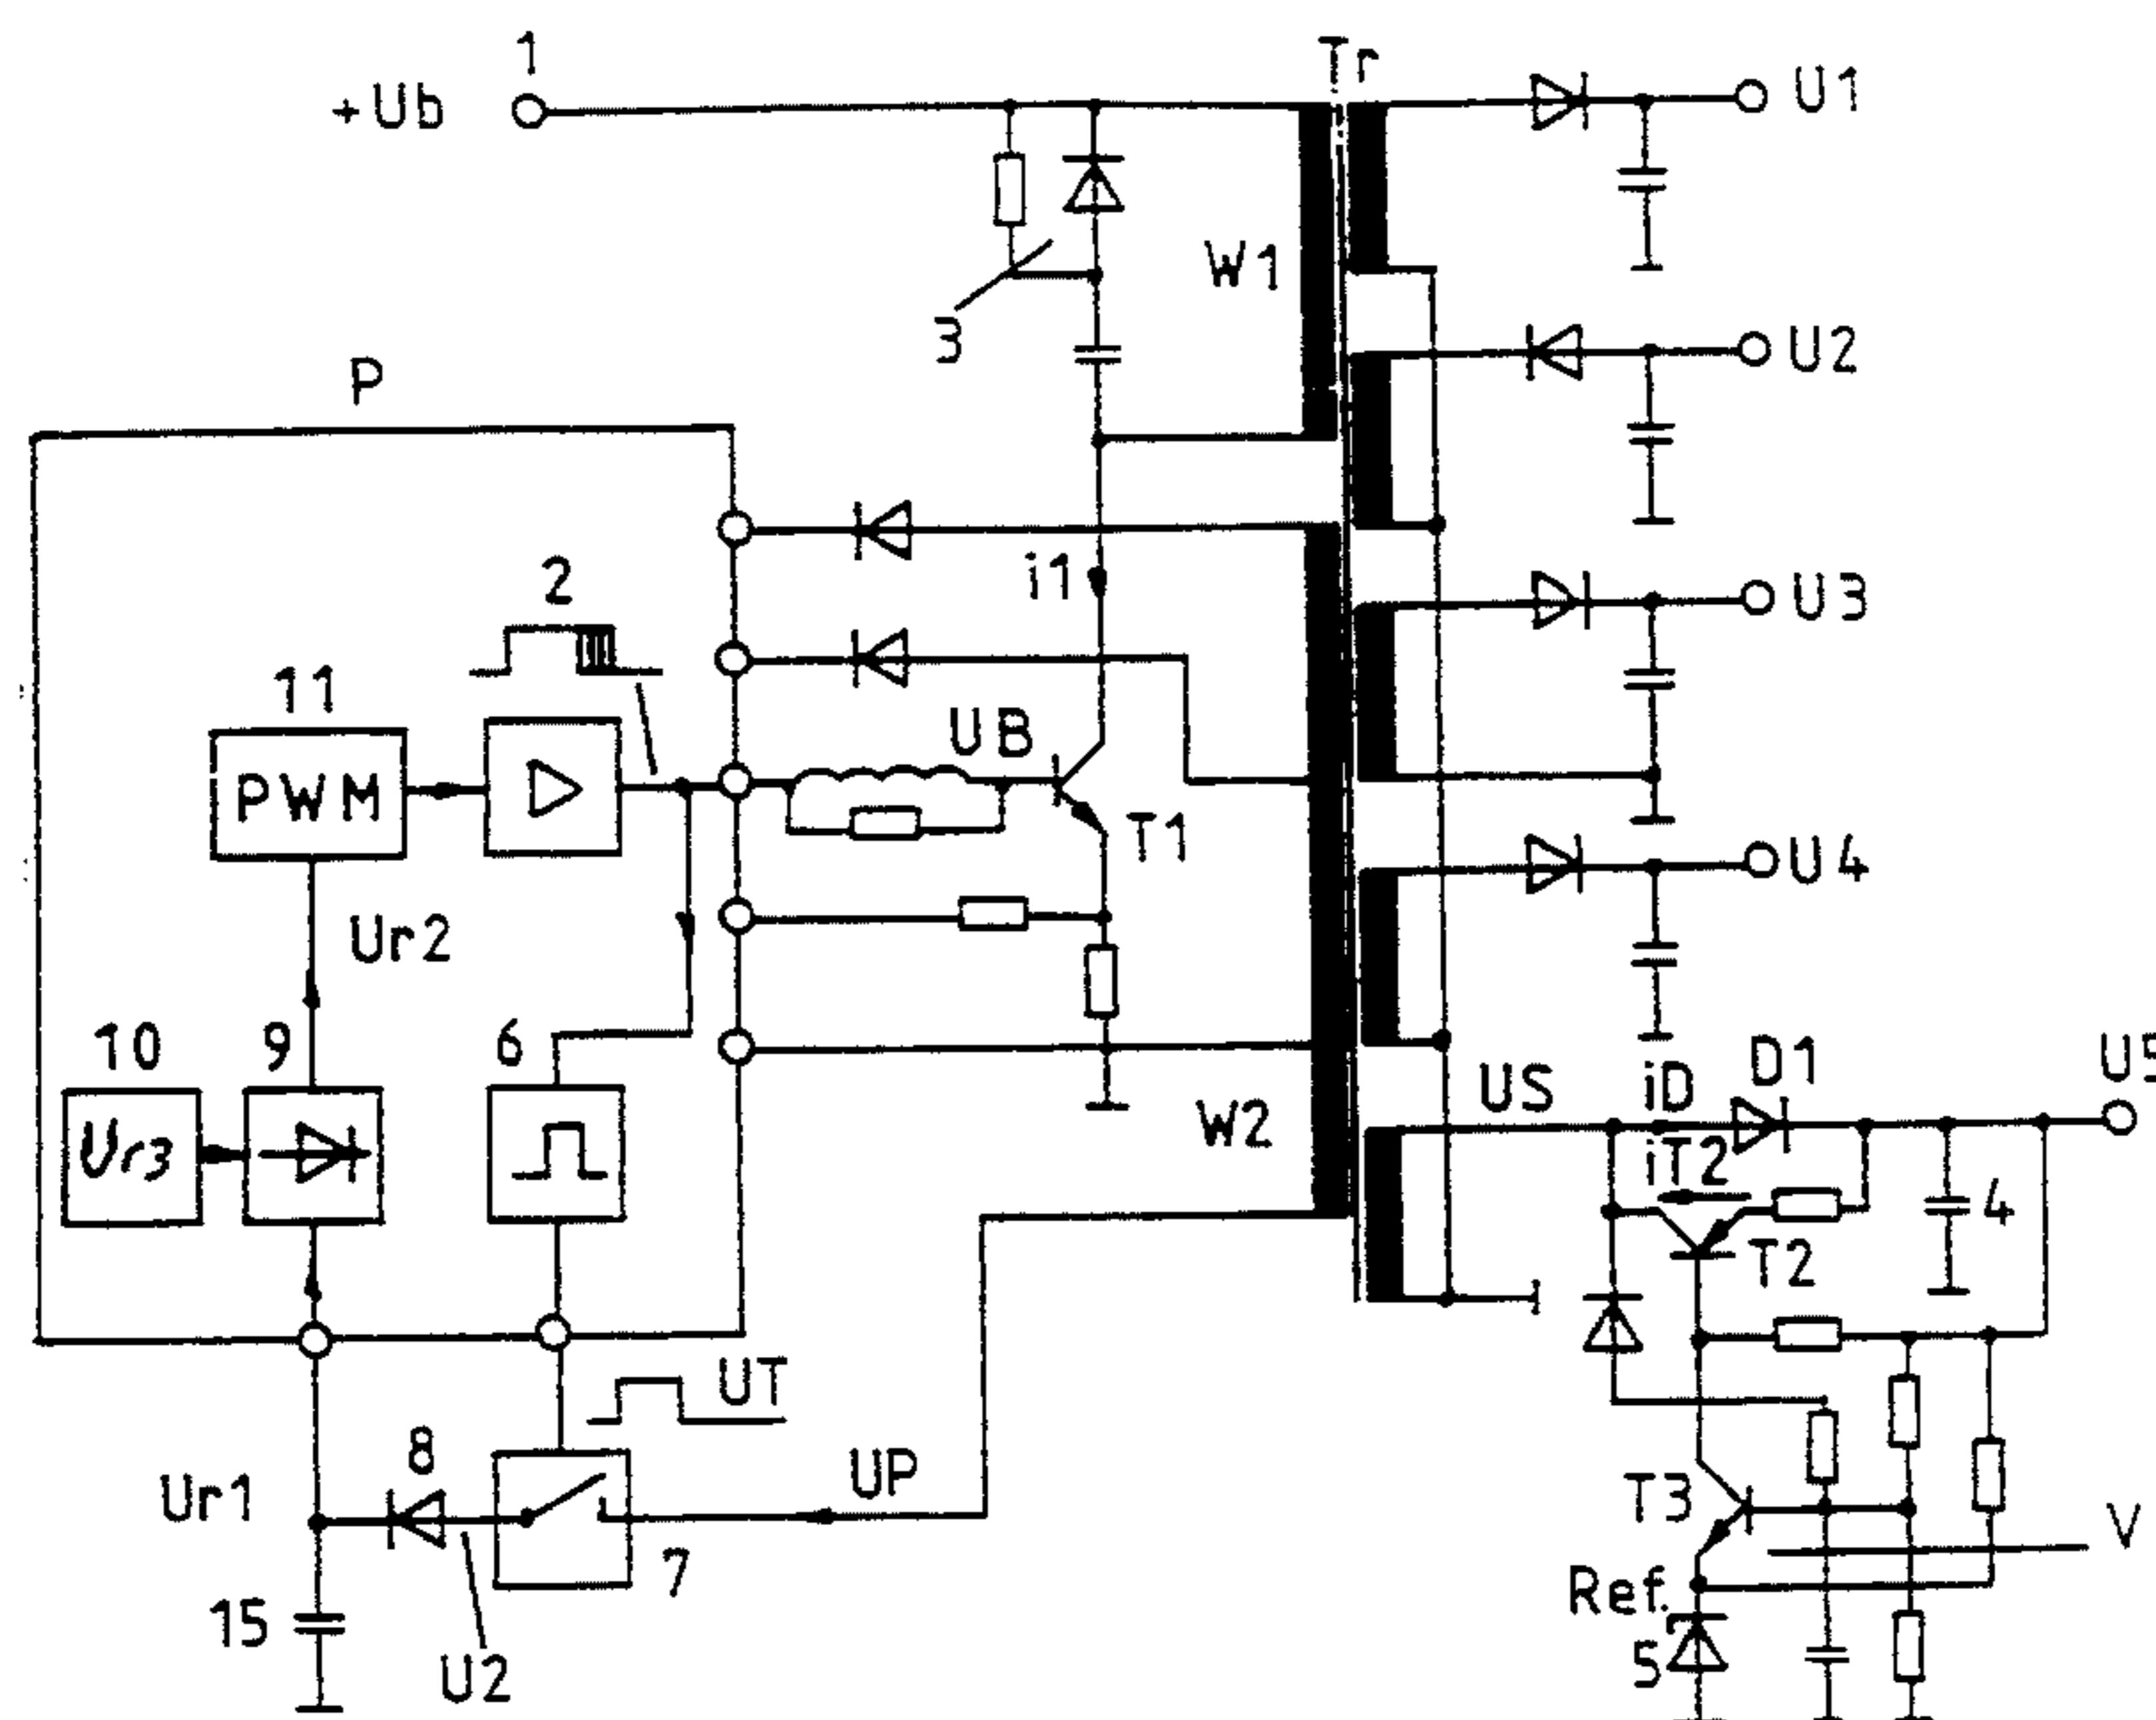 1
Tr
+Ub
U1
W1
3
U2
P
2
i1
U3
11
UB
PWM
T1
U4
Ur2
10
9
6
US
iD
D1
U5
Ur3
W2
iT2
4
T2
UT
8
UP
Ur1
T3
7
V
Ref.
15
5
U2